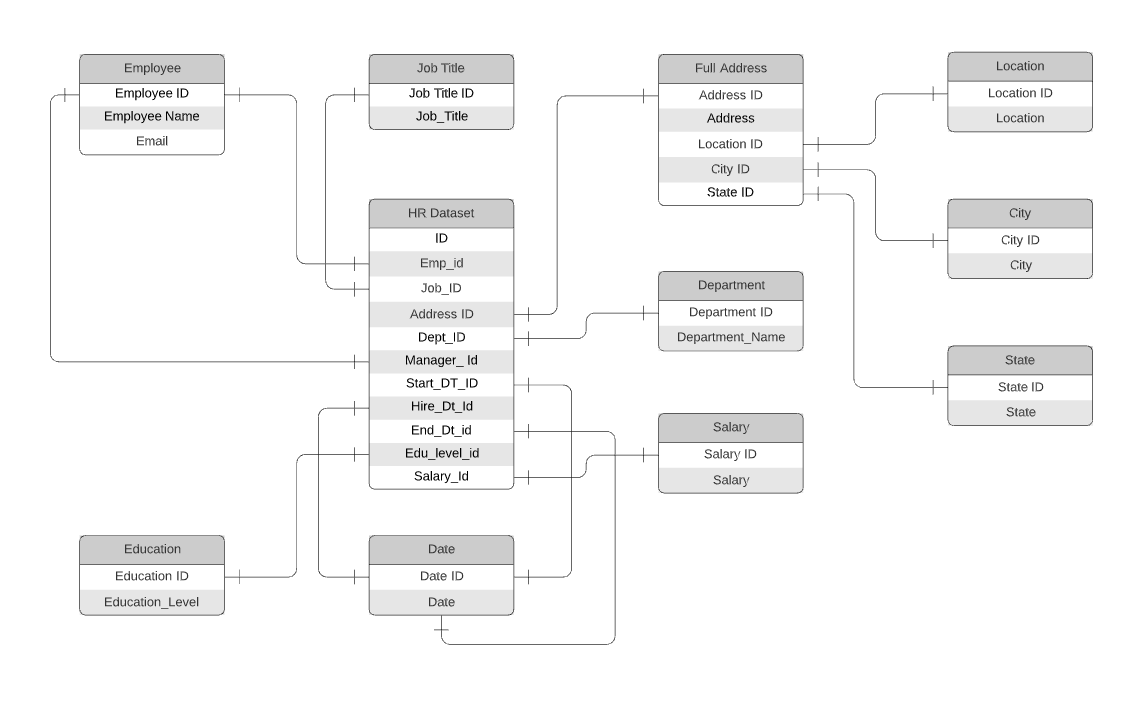 Employee
Employee ID
Employee Name
Email
Job Title
Job Title ID
Job_Title
Full Address
Address ID
Address
Location ID
City ID
State ID
Location
Location ID
Location
HR Dataset
ID
Emp_id
Job_ID
Address ID
Dept_ID
Manager_ Id
Start_DT_ID
Hire_Dt_Id
End_Dt_id
Edu_level_id
Salary_Id
City
City ID
City
Department
Department ID
Department_Name
State
State ID
State
Salary
Salary ID
Salary
Education
Education ID
Education_Level
Date
Date ID
Date